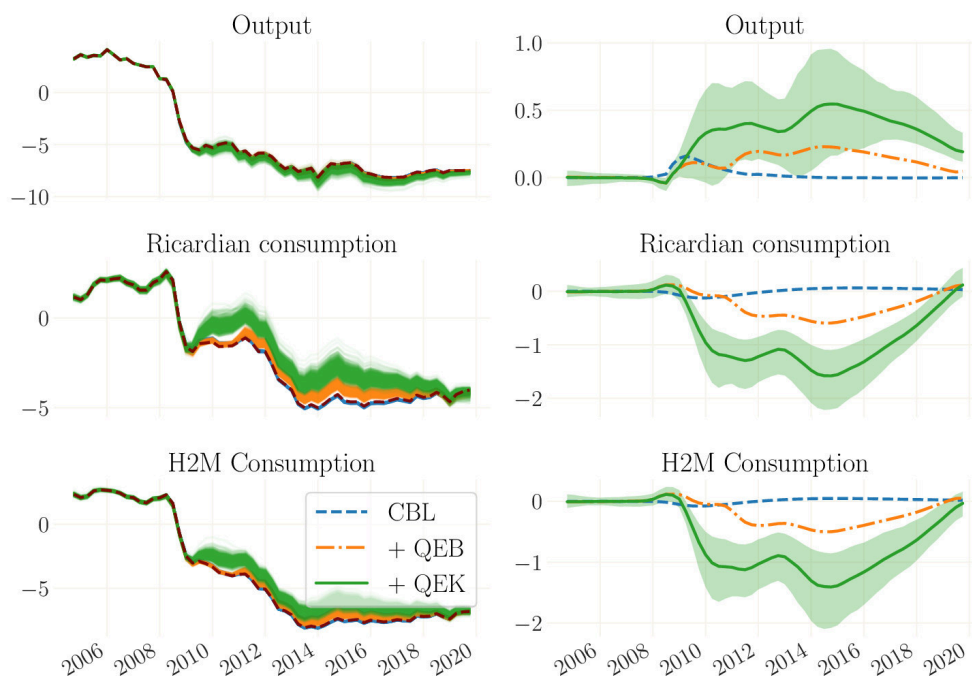 Output
0
−5
−10
Output
1.0
0.5
0.0
Ricardian consumption
0
−5
Ricardian consumption
0
−1
−2
H2M Consumption
0
−5
CBL
+ QEB
+ QEK
2006 2008 2010 2012 2014 2016 2018 2020
H2M Consumption
0
−1
−2
2006 2008 2010 2012 2014 2016 2018 2020